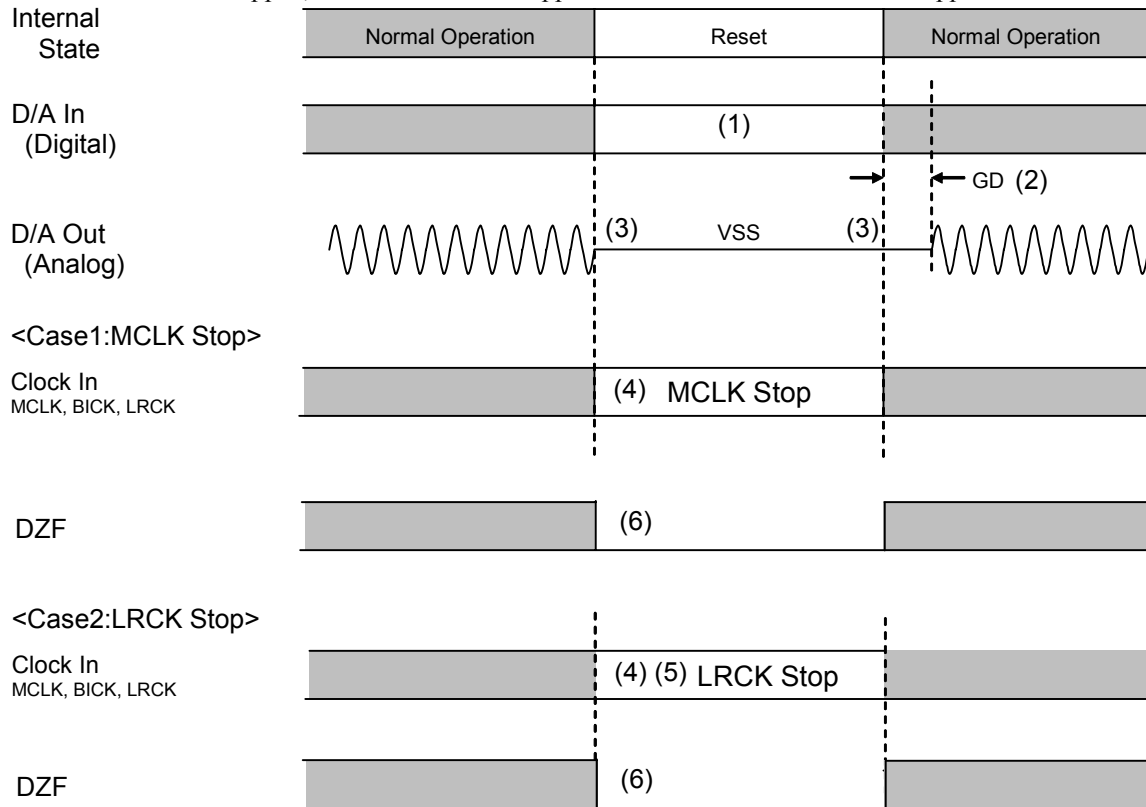 Internal
State
Normal Operation Reset Normal Operation
D/A In
(Digital)
(1)
GD (2)
D/A Out
(Analog)
(3) VSS (3)
<Case1:MCLK Stop>
Clock In
MCLK, BICK, LRCK
(4) MCLK Stop
DZF
(6)
<Case2:LRCK Stop>
Clock In
MCLK, BICK, LRCK
(4) (5) LRCK Stop
DZF
(6)